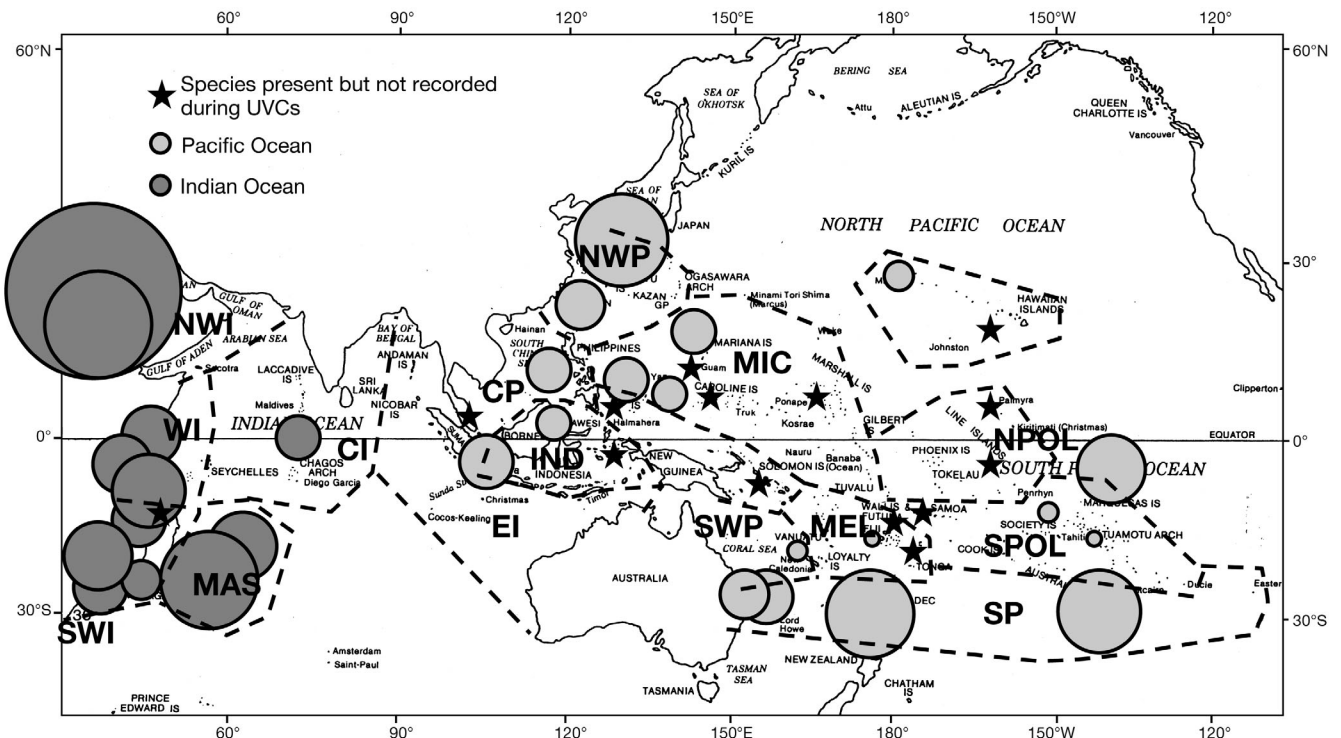 60° 90° 120° 150°E 180° 150°W 120°
60°N 60°N
BERING SEA
Species present but not recorded
during UVCs
SEA OF
O'KHOTSK
Attu ALEUTIAN IS
QUEEN
CHARLOTTE IS
Vancouver
Pacific Ocean
KURIL IS
Indian Ocean
SEA OF
JAPAN
NORTH PACIFIC OCEAN
NWP
30° 30°
OGASAWARA
ARCH
KAZAN
GP
Minami Tori Shima
(Marcus)
HAWAIIAN
ISLANDS
GULF OF
OMAN
NWI
ARABIAN SEA
GULF OF ADEN
Socotra
BAY OF
BENGAL
ANDAMAN
IS
Hainan
SOUTH
PHILIPPINES
MARIANA IS
Wake
Johnston
LACCADIVE
IS
SRI
LANKA
NICOBAR
IS
CP
MIC
Guam
MARSHALL IS
CAROLINE IS
Truk
Ponape
Kosrae
Palmyra
Clipperton
Maldives
INDIAN OCEAN
WI
CI
Halmahera
IS
GILBERT
IS
LINE ISLANDS
Kiritimati (Christmas)
NPOL
0° 0°
EQUATOR
BORNEO
IND
INDONESIA
NEW
GUINEA
Nauru
Banaba
(Ocean)
SOLOMON IS
PHOENIX IS
TOKELAU
SOUTH PACIFIC OCEAN
SEYCHELLES
CHAGOS
ARCH
Diego Garcia
Christmas
Timor
Cocos-Keeling
EI
SWP
MEL
TUVALU
WALLIS &
FUTUNA
SAMOA
Penrhyn
MARQUESAS IS
SOCIETY IS
Tahiti
TUAMOTU ARCH
CORAL SEA
VANUATU
FIJI
TONGA
COOK IS
SPOL
New
Caledonia
LOYALTY
IS
MAS
AUSTRALIA
Ducie
Easter
30°S 30°S
SWI
Lord
Howe
SP
NEW ZEALAND
Amsterdam
Saint-Paul
TASMANIA
TASMAN
SEA
CHATHAM
IS
PRINCE
EDWARD IS
60° 90° 120° 150°E 180° 150°W 120°